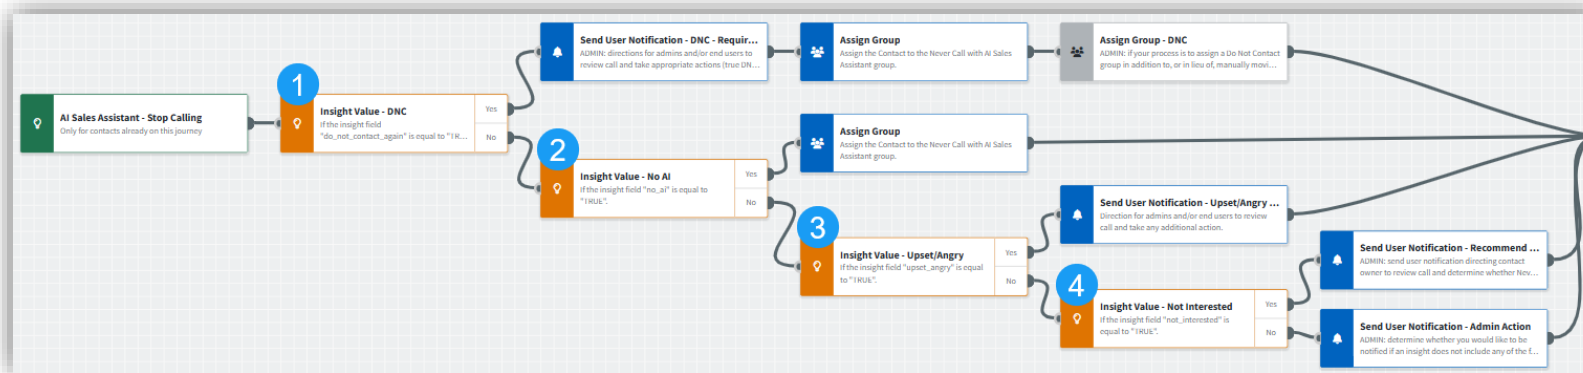 AI Sales Assistant - Stop Calling
Only for contacts already on this journey
1
Insight Value - DNC
If the insight field
"do_not_contact_again" is equal to "TR...
Yes
No
Send User Notification - DNC - Requir...
ADMIN: directions for admins and/or end users to
review call and take appropriate actions (true DN...
Assign Group
Assign the Contact to the Never Call with AI Sales
Assistant group.
Assign Group - DNC
ADMIN: if your process is to assign a Do Not Contact
group in addition to, or in lieu of, manually movi...
2
Insight Value - No AI
If the insight field "no_ai" is equal to
"TRUE".
Yes
No
Assign Group
Assign the Contact to the Never Call with AI Sales
Assistant group.
3
Insight Value - Upset/Angry
If the insight field "upset_angry" is equal
to "TRUE".
Yes
No
Send User Notification - Upset/Angry ...
Direction for admins and/or end users to review
call and take any additional action.
4
Insight Value - Not Interested
If the insight field "not_interested" is
equal to "TRUE".
Yes
No
Send User Notification - Recommend ...
ADMIN: send user notification directing contact
owner to review call and determine whether Nev...
Send User Notification - Admin Action
ADMIN: determine whether you would like to be
notified if an insight does not include any of the f...